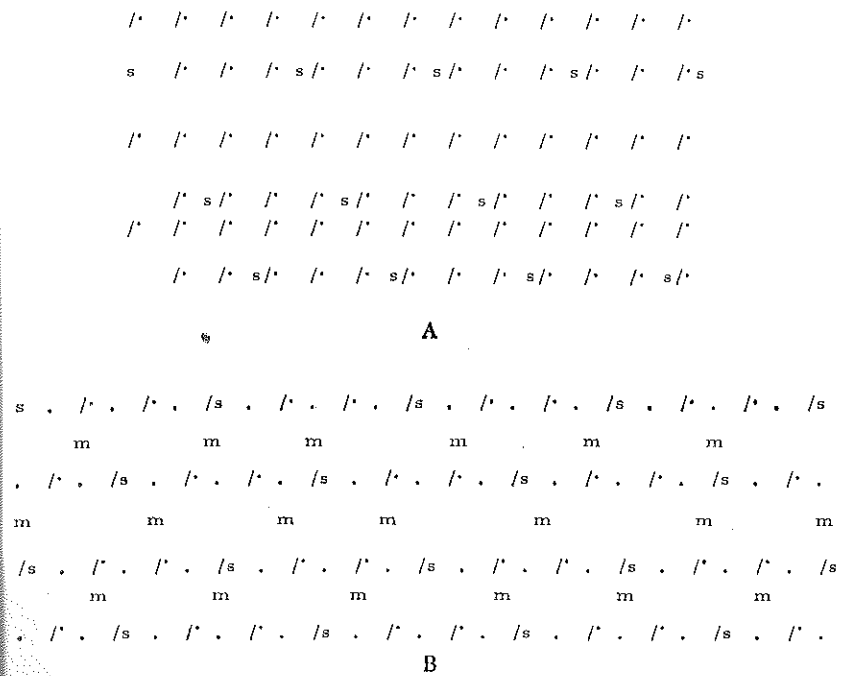 /· /· /· /· /· /· /· /· /· /· /· /· /·
s /· /· /· s/· /· /· s/· /· /· s/· /· /·s
/· /· /· /· /· /· /· /· /· /· /· /· /·
/· s/· /· /· s/· /· /· s/· /· /· s/· /·
/· /· /· /· /· /· /· /· /· /· /· /· /·
/· /· s/· /· /· s/· /· /· s/· /· /· s/·
A
s . /· . /· . /s . /· . /· . /s . /· . /· . /s . /· . /· . /s
m m m m m m
. /· . /s . /· . /· . /s . /· . /· . /s . /· . /· . /s . /· .
m m m m m m m
/s . /· . /· . /s . /· . /· . /s . /· . /· . /s . /· . /· . /s
m m m m m m
. /· . /s . /· . /· . /s . /· . /· . /s . /· . /· . /s . /· .
B